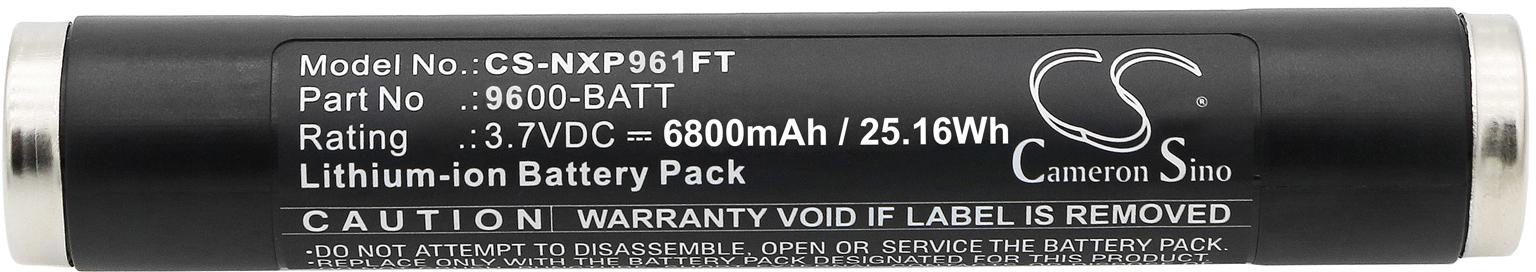 Model No.: CS-NXP961FT
Part No .: 9600-BATT
Rating .: 3.7VDC ⎓ 6800mAh / 25.16Wh
Lithium-ion Battery Pack
CS ®
Cameron Sino
CAUTION | WARRANTY VOID IF LABEL IS REMOVED
•DO NOT ATTEMPT TO DISASSEMBLE, OPEN OR SERVICE THE BATTERY PACK.
•REPLACE ONLY WITH THE BATTERY PACK DESIGNATED FOR THIS PRODUCT.